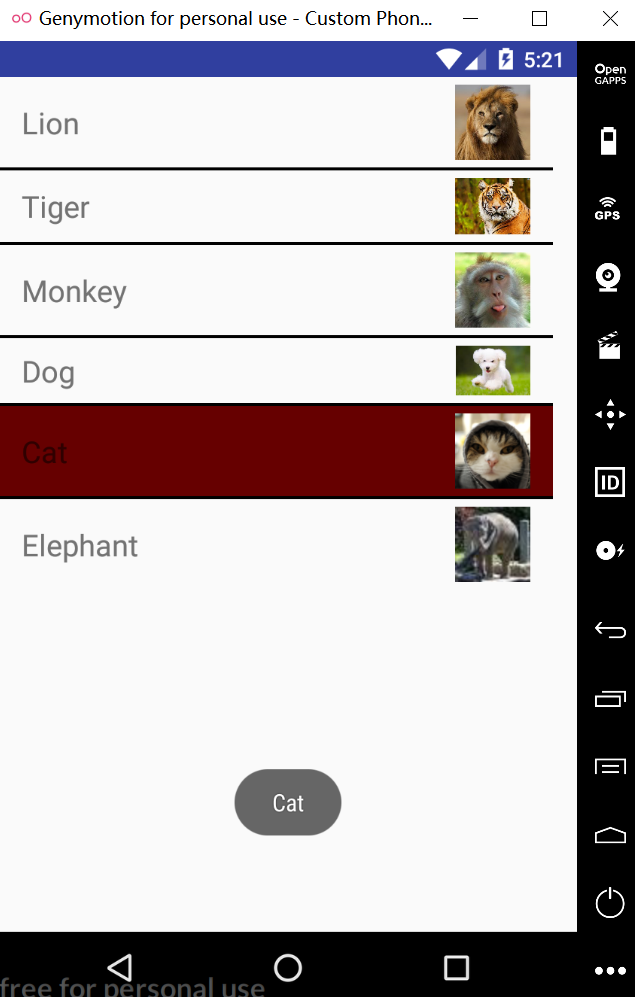 Genymotion for personal use - Custom Phon...
5:21
Open
GAPPS
Lion
GPS
Tiger
Monkey
Dog
Cat
ID
Elephant
Cat
free for personal use